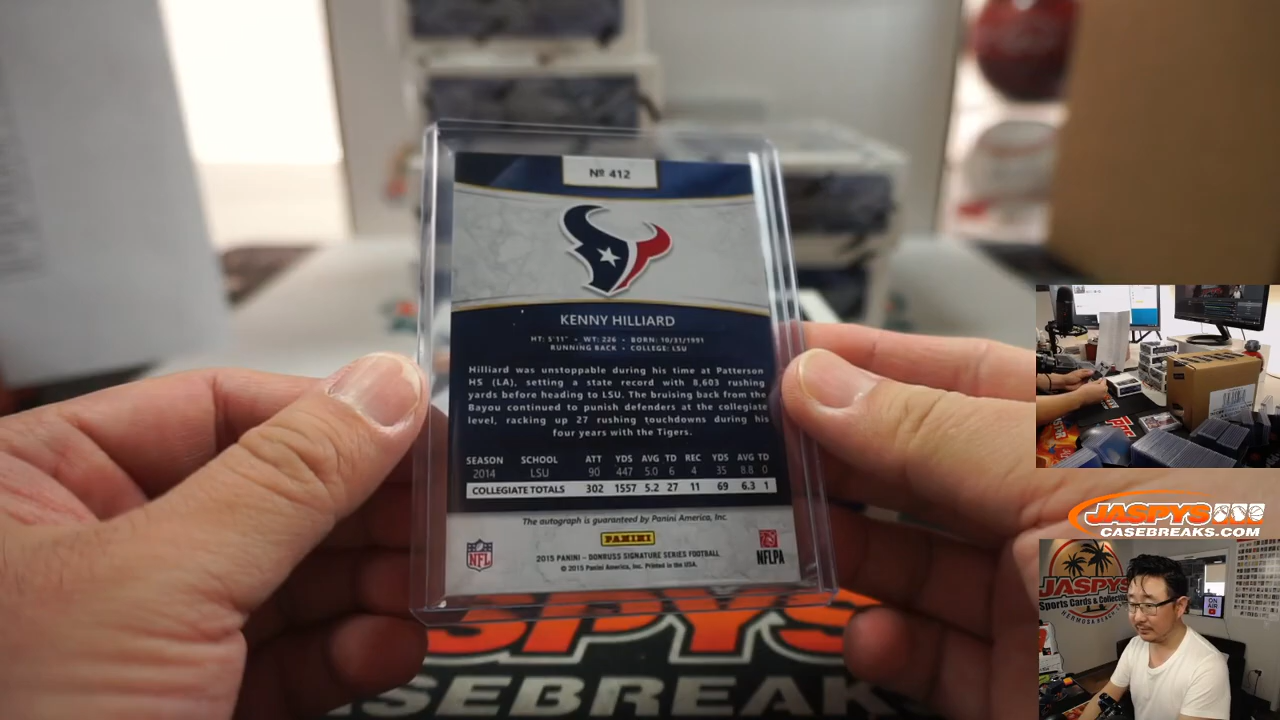 Nº 412
KENNY HILLIARD
HT: 5'11" • WT: 226 • BORN: 10/31/1991
RUNNING BACK • COLLEGE: LSU
Hilliard was unstoppable during his time at Patterson
HS (LA), setting a state record with 8,603 rushing
yards before heading to LSU. The bruising back from the
Bayou continued to punish defenders at the collegiate
level, racking up 27 rushing touchdowns during his
four years with the Tigers.
SEASON SCHOOL ATT YDS AVG TD REC YDS AVG TD
2014 LSU 90 447 5.0 6 4 35 8.8 0
COLLEGIATE TOTALS 302 1557 5.2 27 11 69 6.3 1
The autograph is guaranteed by Panini America, Inc.
PANINI
NFL
2015 PANINI – DONRUSS SIGNATURE SERIES FOOTBALL
© 2015 Panini America, Inc. Printed in the USA.
NFLPA
JASPYS
CASEBREAK
JASPYS
CASEBREAKS.COM
JASPY'S
Sports Cards & Collectib
HERMOSA BEACH
ON
AIR